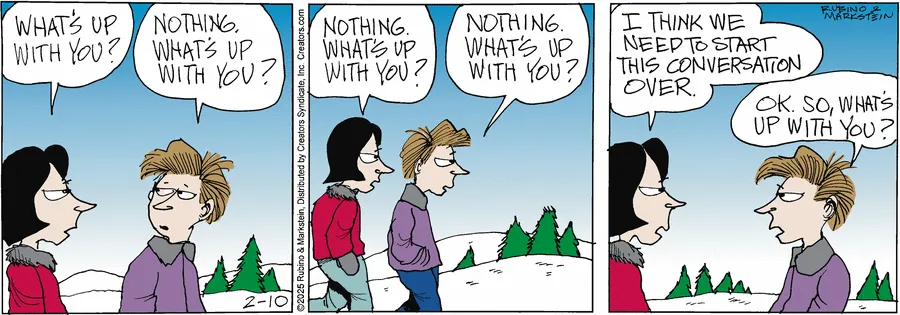 WHAT'S UP
WITH YOU?
NOTHING.
WHAT'S UP
WITH YOU?
2-10
©2025 Rubino & Markstein, Distributed by Creators Syndicate, Inc. Creators.com
NOTHING.
WHAT'S UP
WITH YOU?
NOTHING.
WHAT'S UP
WITH YOU?
RUBINO &
MARKSTEIN
I THINK WE
NEED TO START
THIS CONVERSATION
OVER.
OK. SO, WHAT'S
UP WITH YOU?